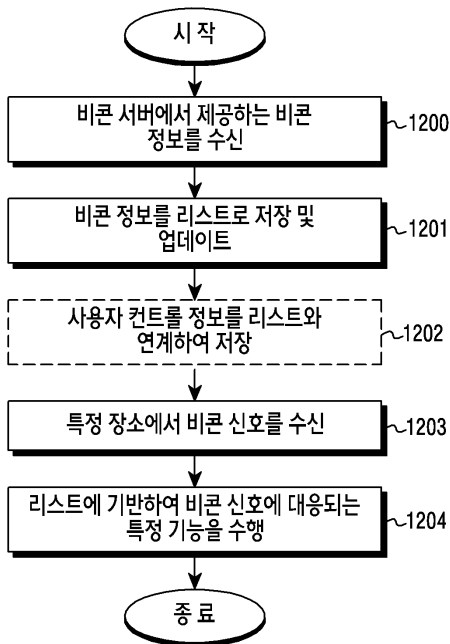 시 작
비콘 서버에서 제공하는 비콘
정보를 수신
1200
비콘 정보를 리스트로 저장 및
업데이트
1201
사용자 컨트롤 정보를 리스트와
연계하여 저장
1202
특정 장소에서 비콘 신호를 수신
1203
리스트에 기반하여 비콘 신호에 대응되는
특정 기능을 수행
1204
종 료